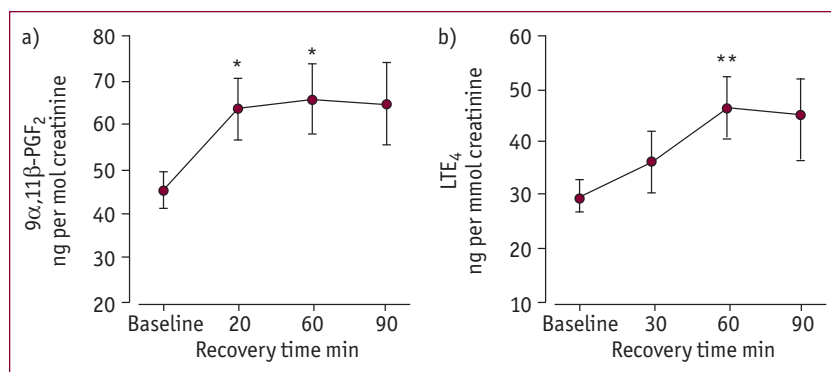 a)
80
70
60
50
40
30
20
9α,11β-PGF2
ng per mol creatinine
*
*
Baseline 20 60 90
Recovery time min
b)
60
50
40
30
20
10
LTE4
ng per mmol creatinine
**
Baseline 30 60 90
Recovery time min